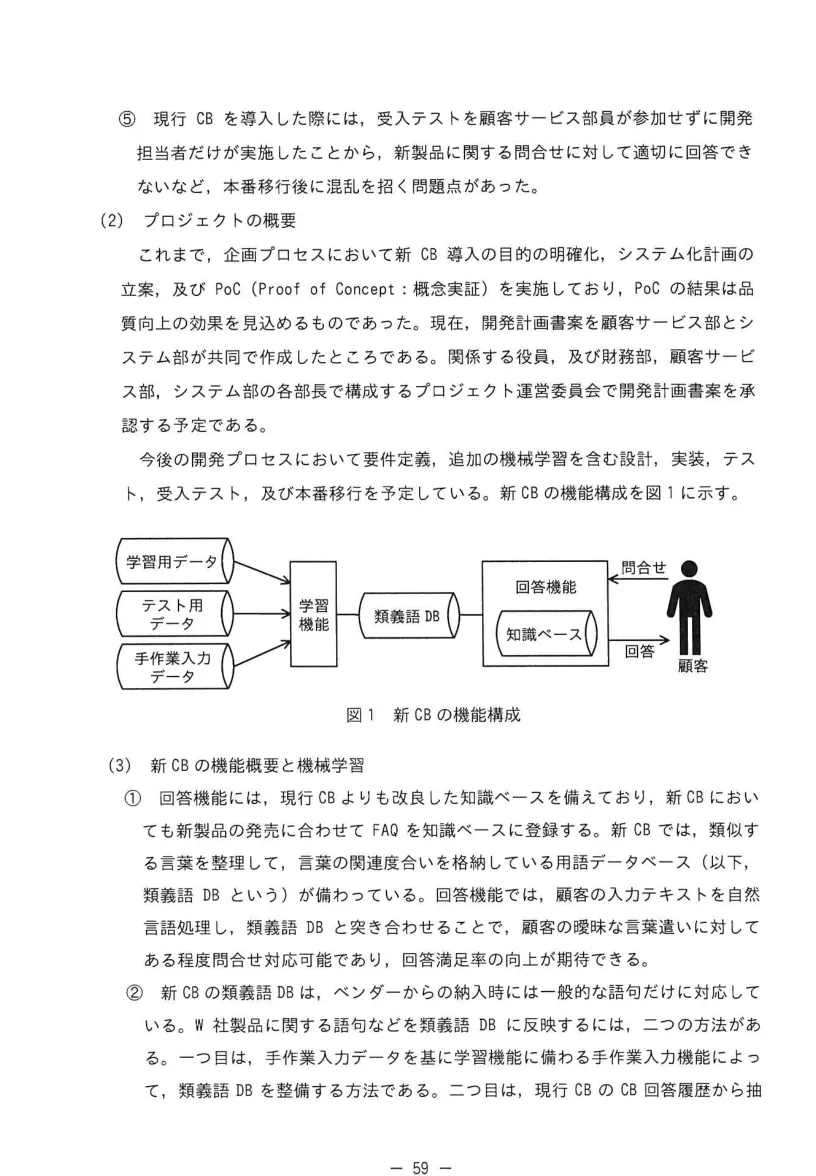 ⑤ 現行 CB を導入した際には，受入テストを顧客サービス部員が参加せずに開発
担当者だけが実施したことから，新製品に関する問合せに対して適切に回答でき
ないなど，本番移行後に混乱を招く問題点があった。
(2) プロジェクトの概要
これまで，企画プロセスにおいて新 CB 導入の目的の明確化，システム化計画の
立案，及び PoC（Proof of Concept：概念実証）を実施しており，PoC の結果は品
質向上の効果を見込めるものであった。現在，開発計画書案を顧客サービス部とシ
ステム部が共同で作成したところである。関係する役員，及び財務部，顧客サービ
ス部，システム部の各部長で構成するプロジェクト運営委員会で開発計画書案を承
認する予定である。
今後の開発プロセスにおいて要件定義，追加の機械学習を含む設計，実装，テス
ト，受入テスト，及び本番移行を予定している。新 CB の機能構成を図 1 に示す。
学習用データ
テスト用
データ
手作業入力
データ
学習
機能
類義語 DB
回答機能
知識ベース
問合せ
回答
顧客
図 1 新 CB の機能構成
(3) 新 CB の機能概要と機械学習
① 回答機能には，現行 CB よりも改良した知識ベースを備えており，新 CB におい
ても新製品の発売に合わせて FAQ を知識ベースに登録する。新 CB では，類似す
る言葉を整理して，言葉の関連度合いを格納している用語データベース（以下，
類義語 DB という）が備わっている。回答機能では，顧客の入力テキストを自然
言語処理し，類義語 DB と突き合わせることで，顧客の曖昧な言葉遣いに対して
ある程度問合せ対応可能であり，回答満足率の向上が期待できる。
② 新 CB の類義語 DB は，ベンダーからの納入時には一般的な語句だけに対応して
いる。W 社製品に関する語句などを類義語 DB に反映するには，二つの方法があ
る。一つ目は，手作業入力データを基に学習機能に備わる手作業入力機能によっ
て，類義語 DB を整備する方法である。二つ目は，現行 CB の CB 回答履歴から抽
－ 59 －